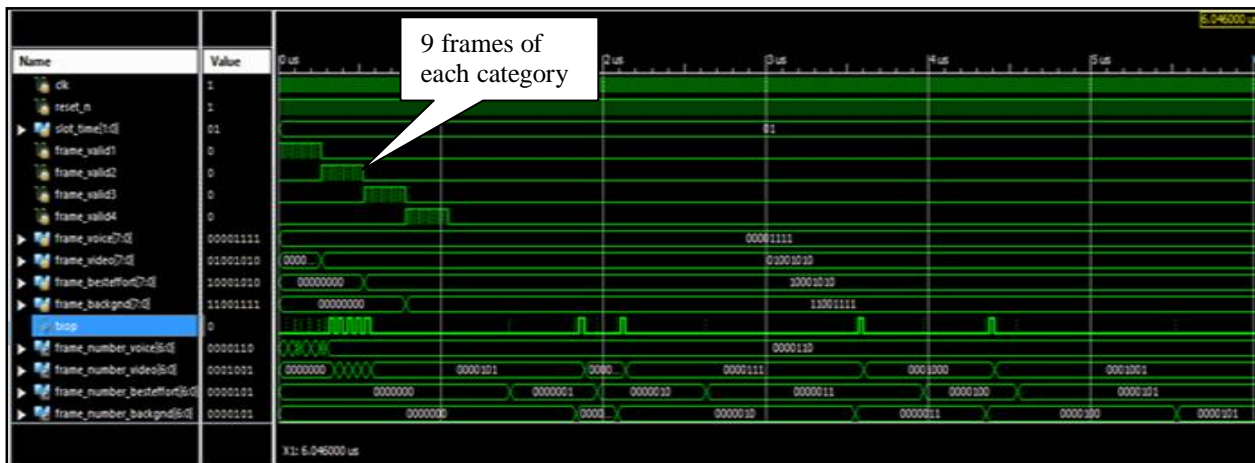 6.046000 us
9 frames of
each category
Name Value 0 us 2 us 3 us 4 us 5 us
clk 1
reset_n 1
slot_time[1:0] 01 01
frame_valid1 0
frame_valid2 0
frame_valid3 0
frame_valid4 0
frame_voice[7:0] 00001111 00001111
frame_video[7:0] 01001010 0000... 01001010
frame_besteffort[7:0] 10001010 00000000 10001010
frame_backgnd[7:0] 11001111 00000000 11001111
txop 0
frame_number_voice[6:0] 0000110 0000110
frame_number_video[6:0] 0001001 0000000 0000101 0000... 0000111 0001000 0001001
frame_number_besteffort[6:0] 0000101 0000000 0000001 0000010 0000011 0000100 0000101
frame_number_backgnd[6:0] 0000101 0000000 0000... 0000010 0000011 0000100 0000101
X1: 6.046000 us